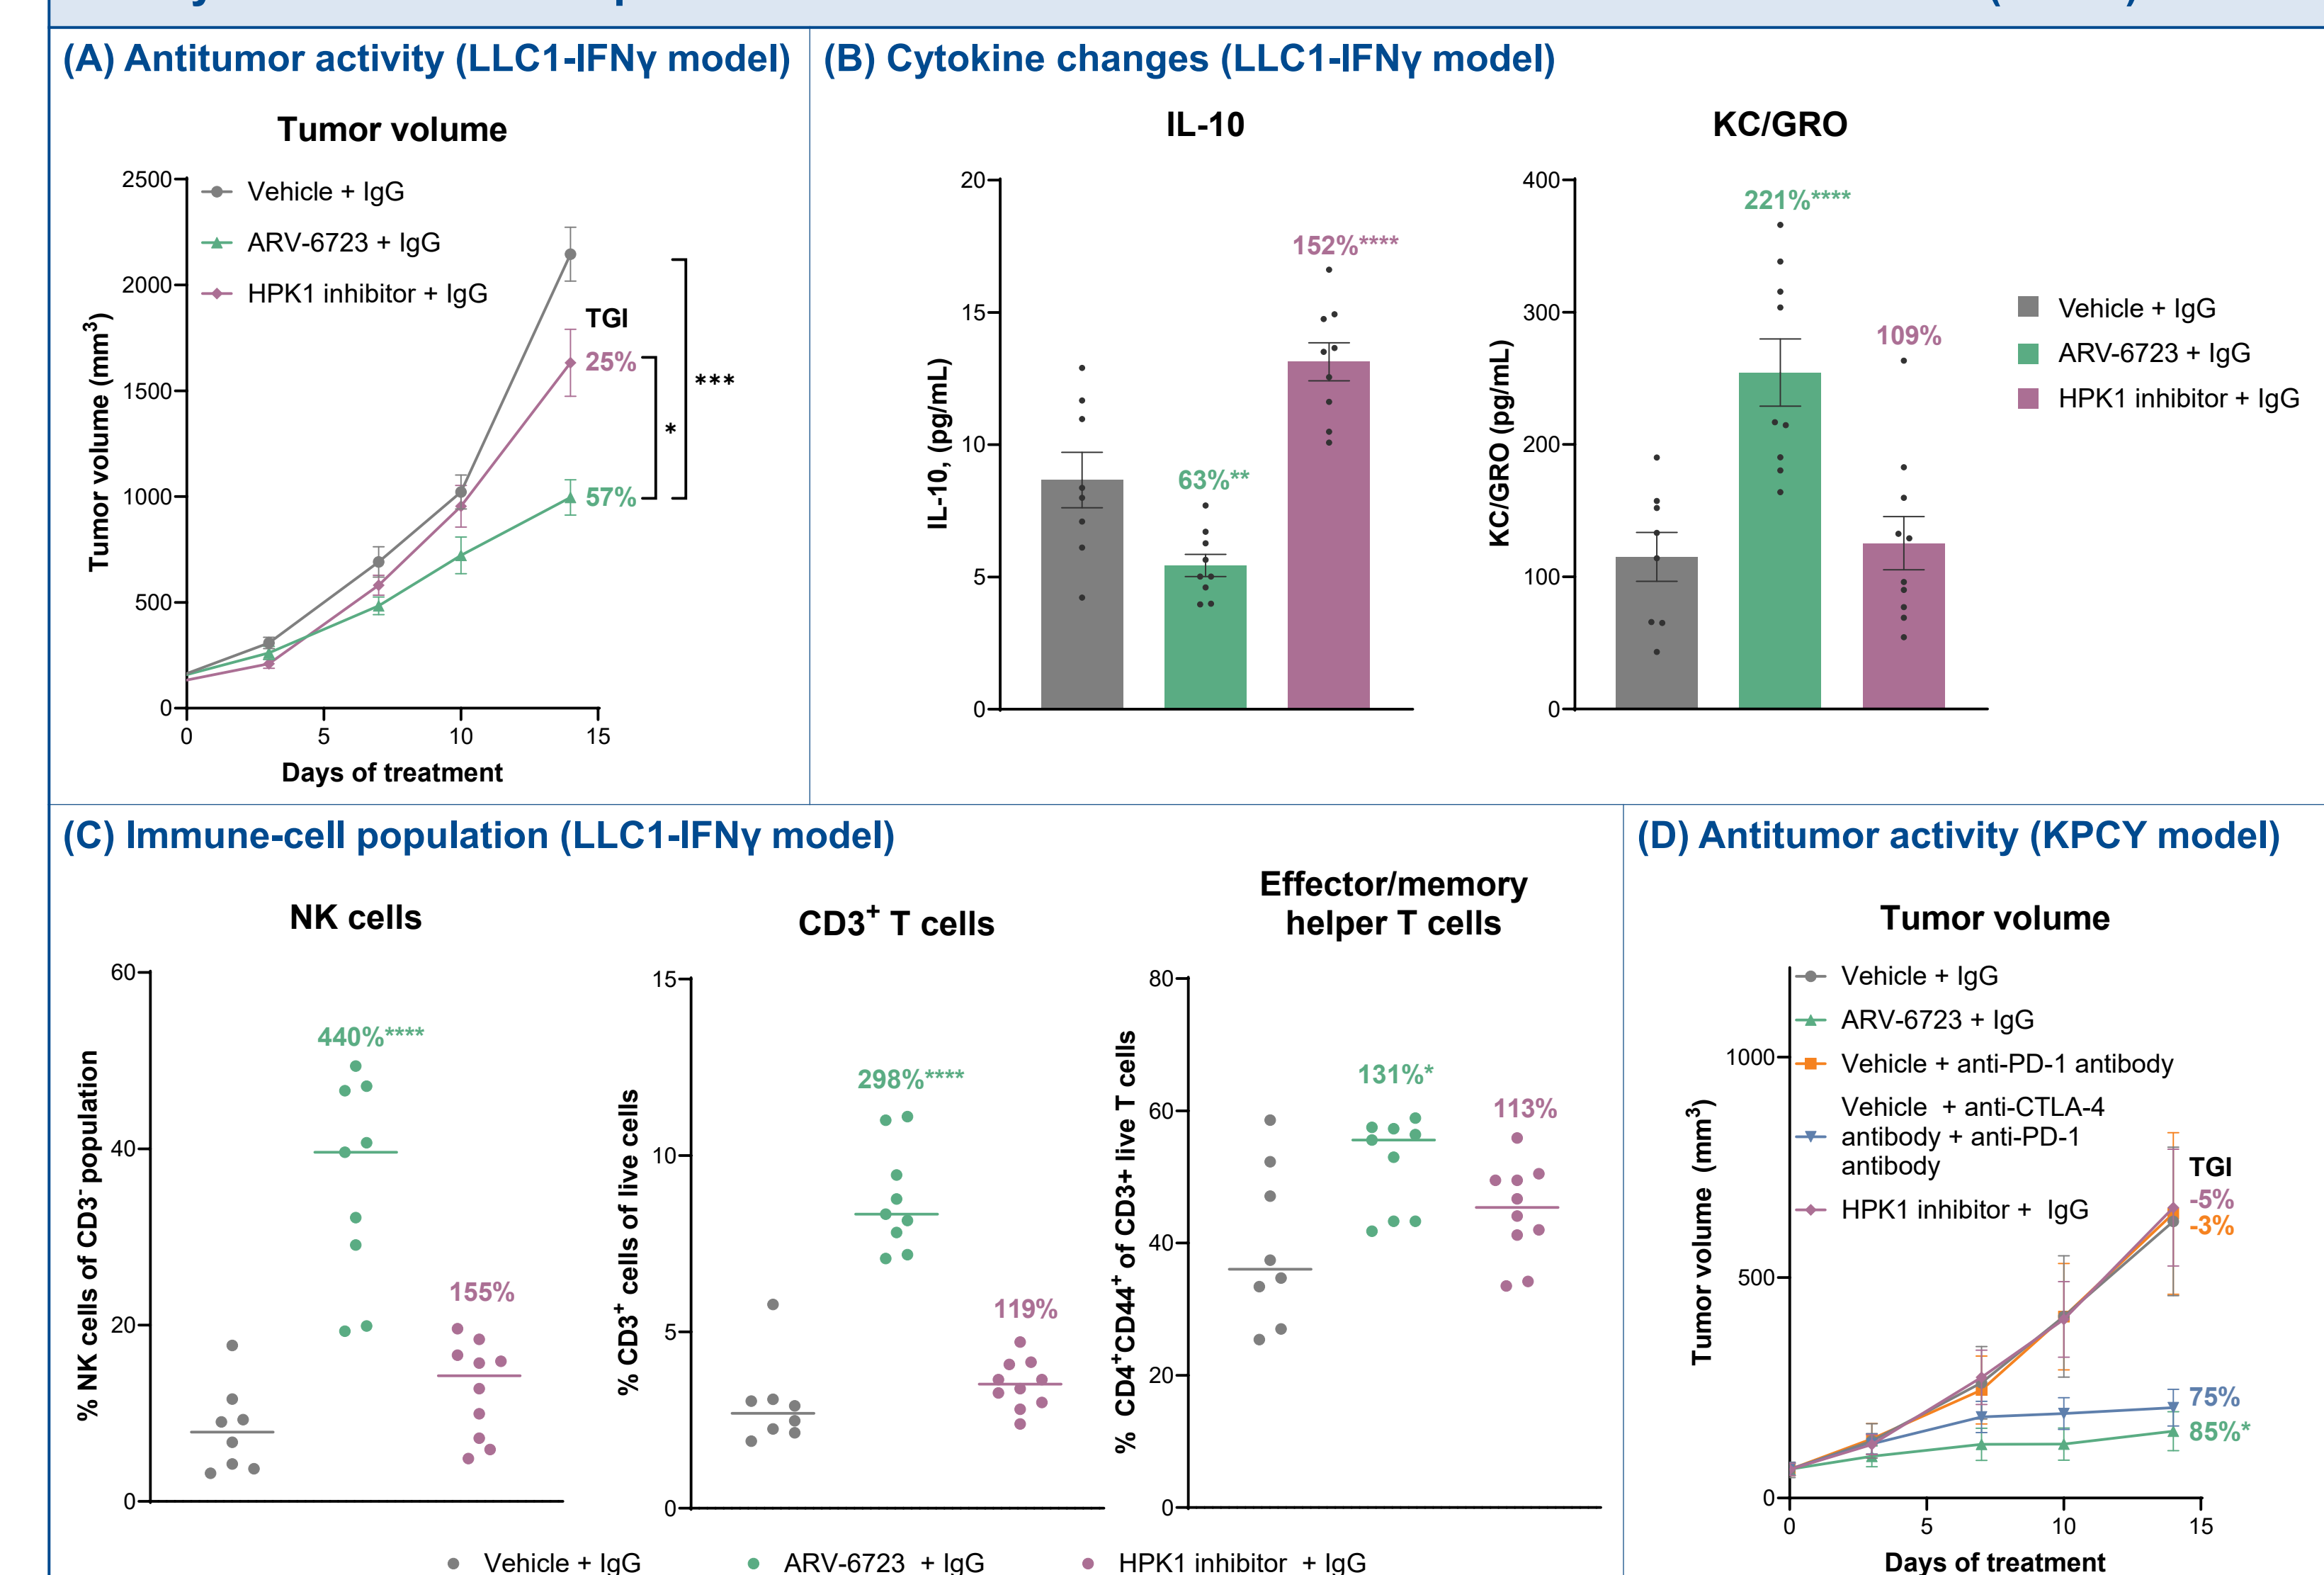 (A) Antitumor activity (LLC1-IFNγ model)
Tumor volume
2500
2000
1500
1000
500
0
Tumor volume (mm³)
Vehicle + IgG
ARV-6723 + IgG
HPK1 inhibitor + IgG
TGI
25%
57%
*
***
0 5 10 15
Days of treatment
(B) Cytokine changes (LLC1-IFNγ model)
IL-10
20
15
10
5
0
IL-10, (pg/mL)
63%**
152%****
KC/GRO
400
300
200
100
0
KC/GRO (pg/mL)
221%****
109%
Vehicle + IgG
ARV-6723 + IgG
HPK1 inhibitor + IgG
(C) Immune-cell population (LLC1-IFNγ model)
NK cells
60
40
20
0
% NK cells of CD3⁻ population
440%****
155%
CD3⁺ T cells
15
10
5
0
% CD3⁺ cells of live cells
298%****
119%
Effector/memory
helper T cells
80
60
40
20
0
% CD4⁺CD44⁺ of CD3+ live T cells
131%*
113%
Vehicle + IgG
ARV-6723 + IgG
HPK1 inhibitor + IgG
(D) Antitumor activity (KPCY model)
Tumor volume
1000
500
0
Tumor volume (mm³)
Vehicle + IgG
ARV-6723 + IgG
Vehicle + anti-PD-1 antibody
Vehicle + anti-CTLA-4
antibody + anti-PD-1
antibody
HPK1 inhibitor + IgG
TGI
-5%
-3%
75%
85%*
0 5 10 15
Days of treatment